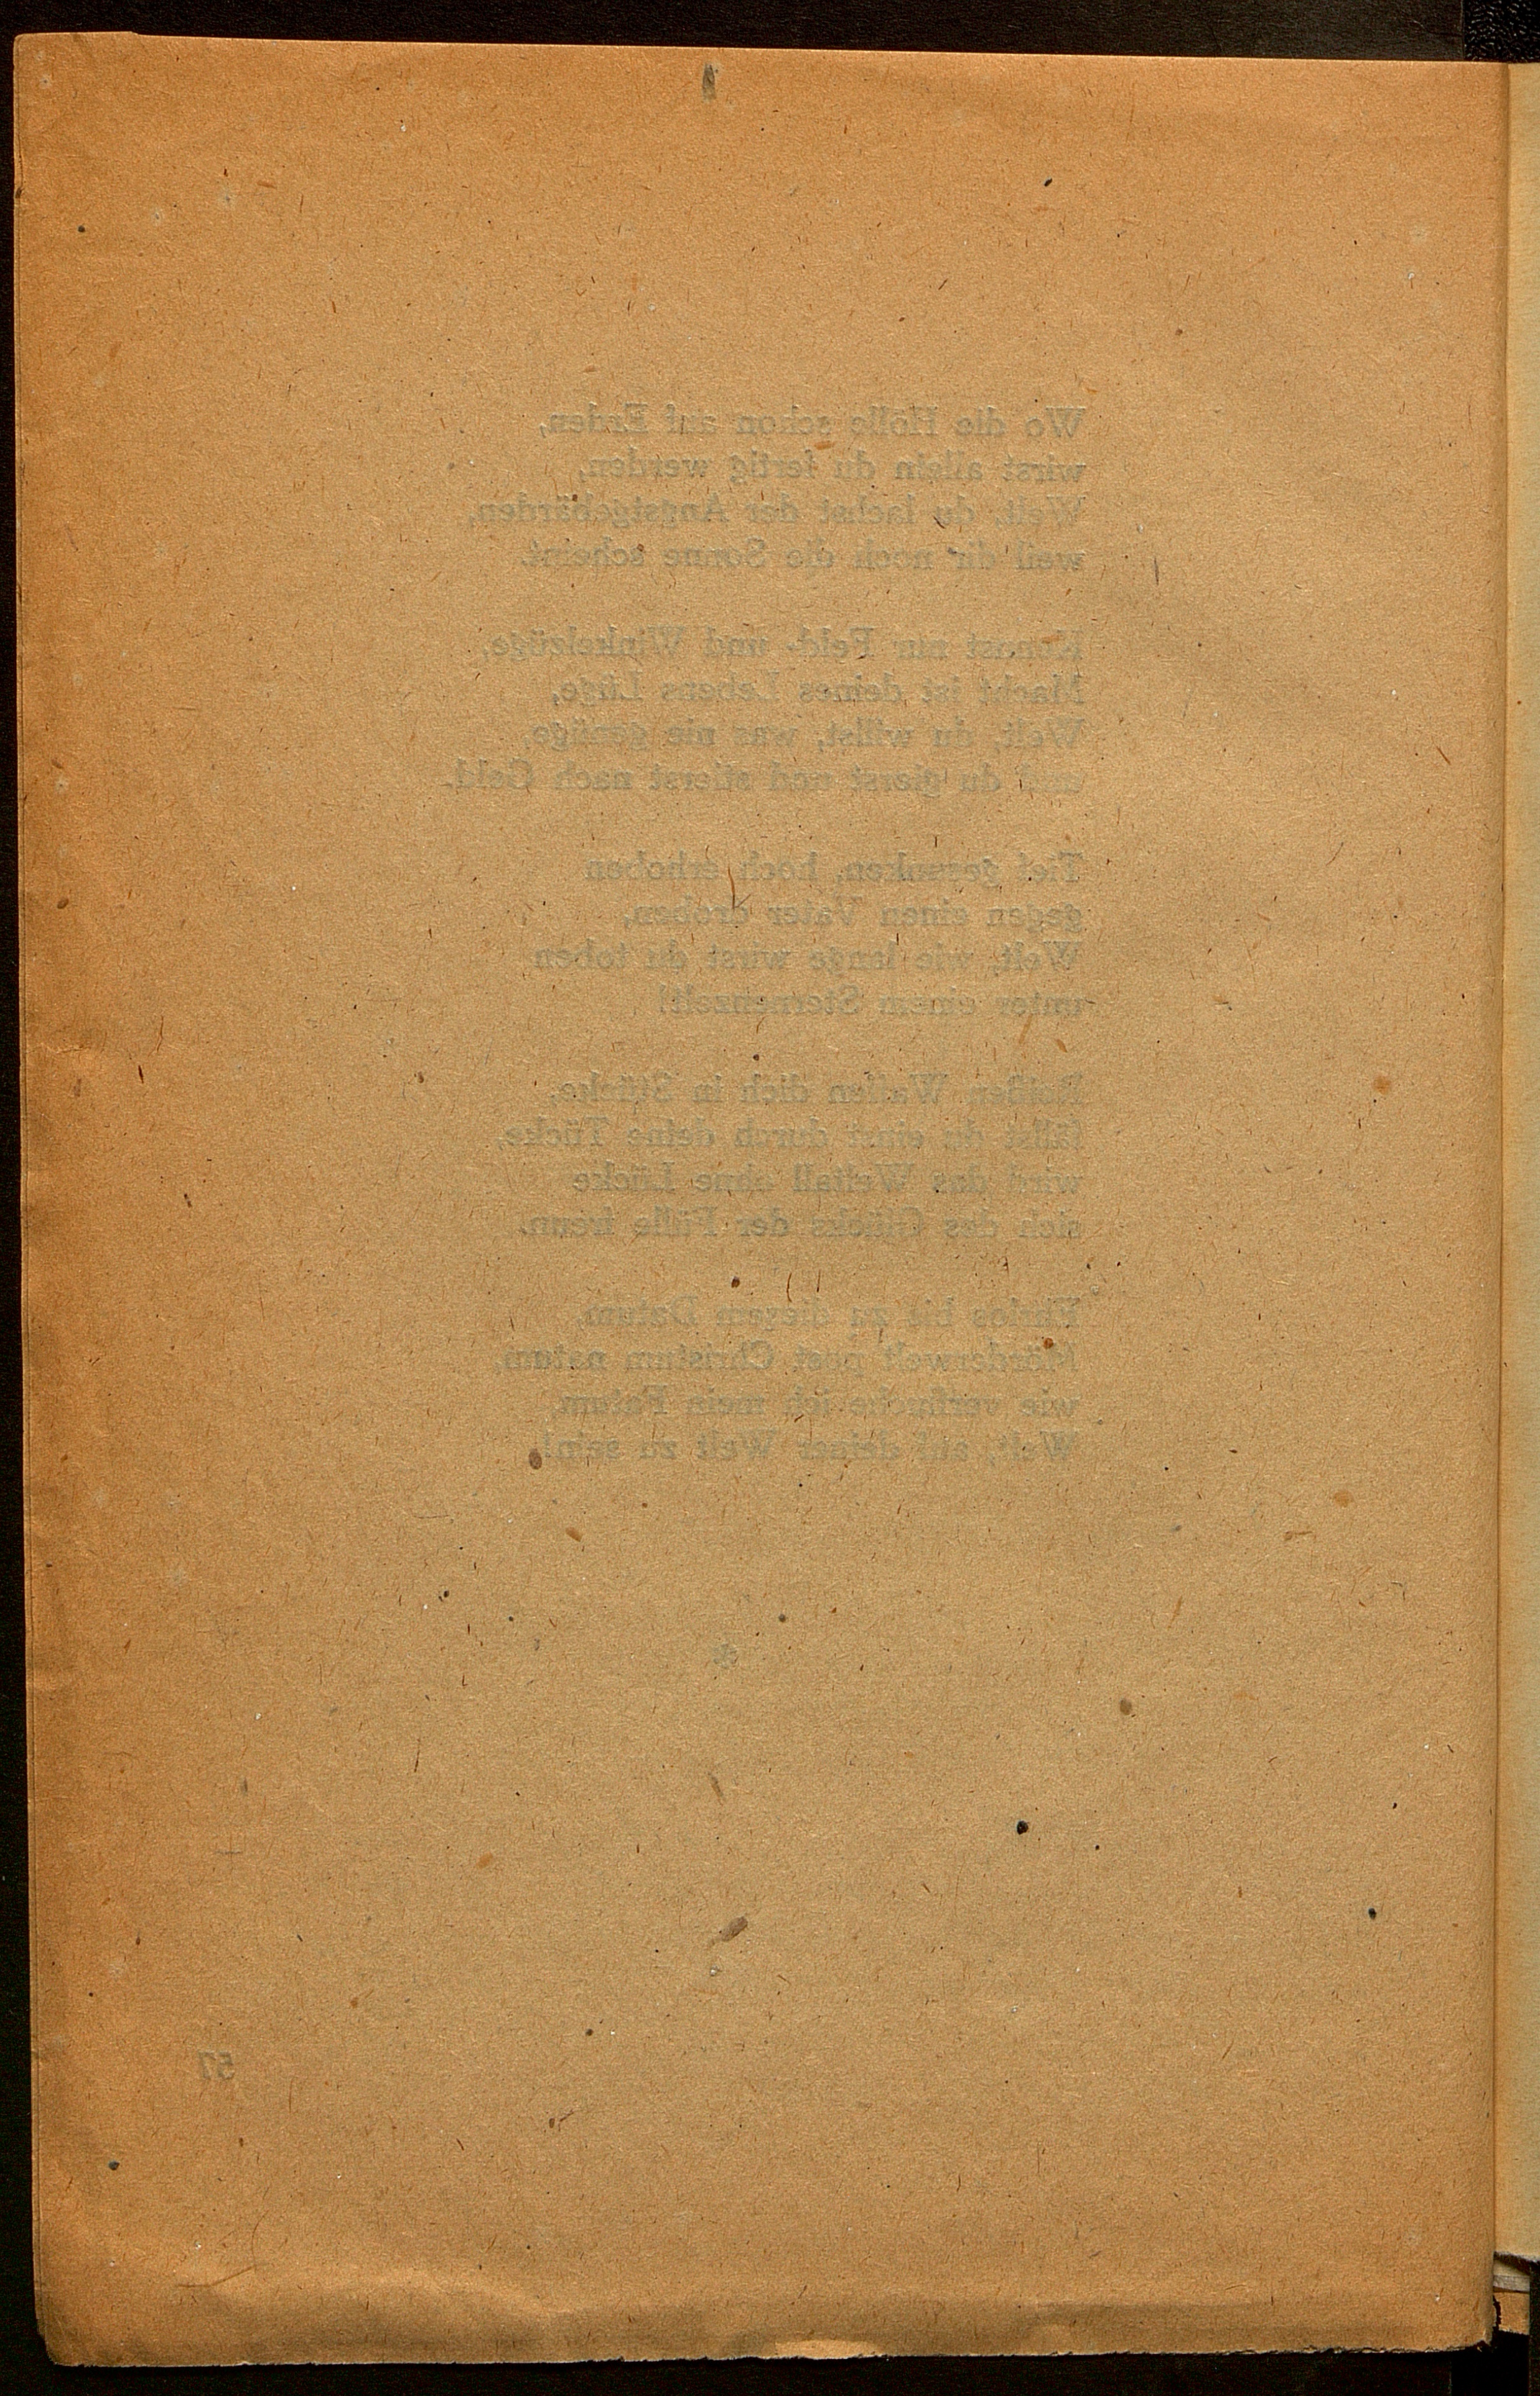 Wo die Hölle schon auf Erden,
wirst allein du fertig werden,
Welt, du lachst der Angstgebärden,
weil dir noch die Sonne scheint.
Kennst nur Feld- und Winkelzüge,
Macht ist deines Lebens Lüge,
Welt, du willst, was nie genüge,
und du gierst und stierst nach Geld.
Tief gesunken, hoch erhoben
gegen einen Vater droben,
Welt, wie lange wirst du toben
unter einem Sternenzelt!
Reißen Waffen dich in Stücke,
fällst du einst durch deine Tücke,
wird das Weltall ohne Lücke
sich des Glücks der Fülle freun.
Ehrlos bis zu diesem Datum,
Mörderwelt post Christum natum,
wie verfluche ich mein Fatum,
Welt, auf deiner Welt zu sein!
*
57